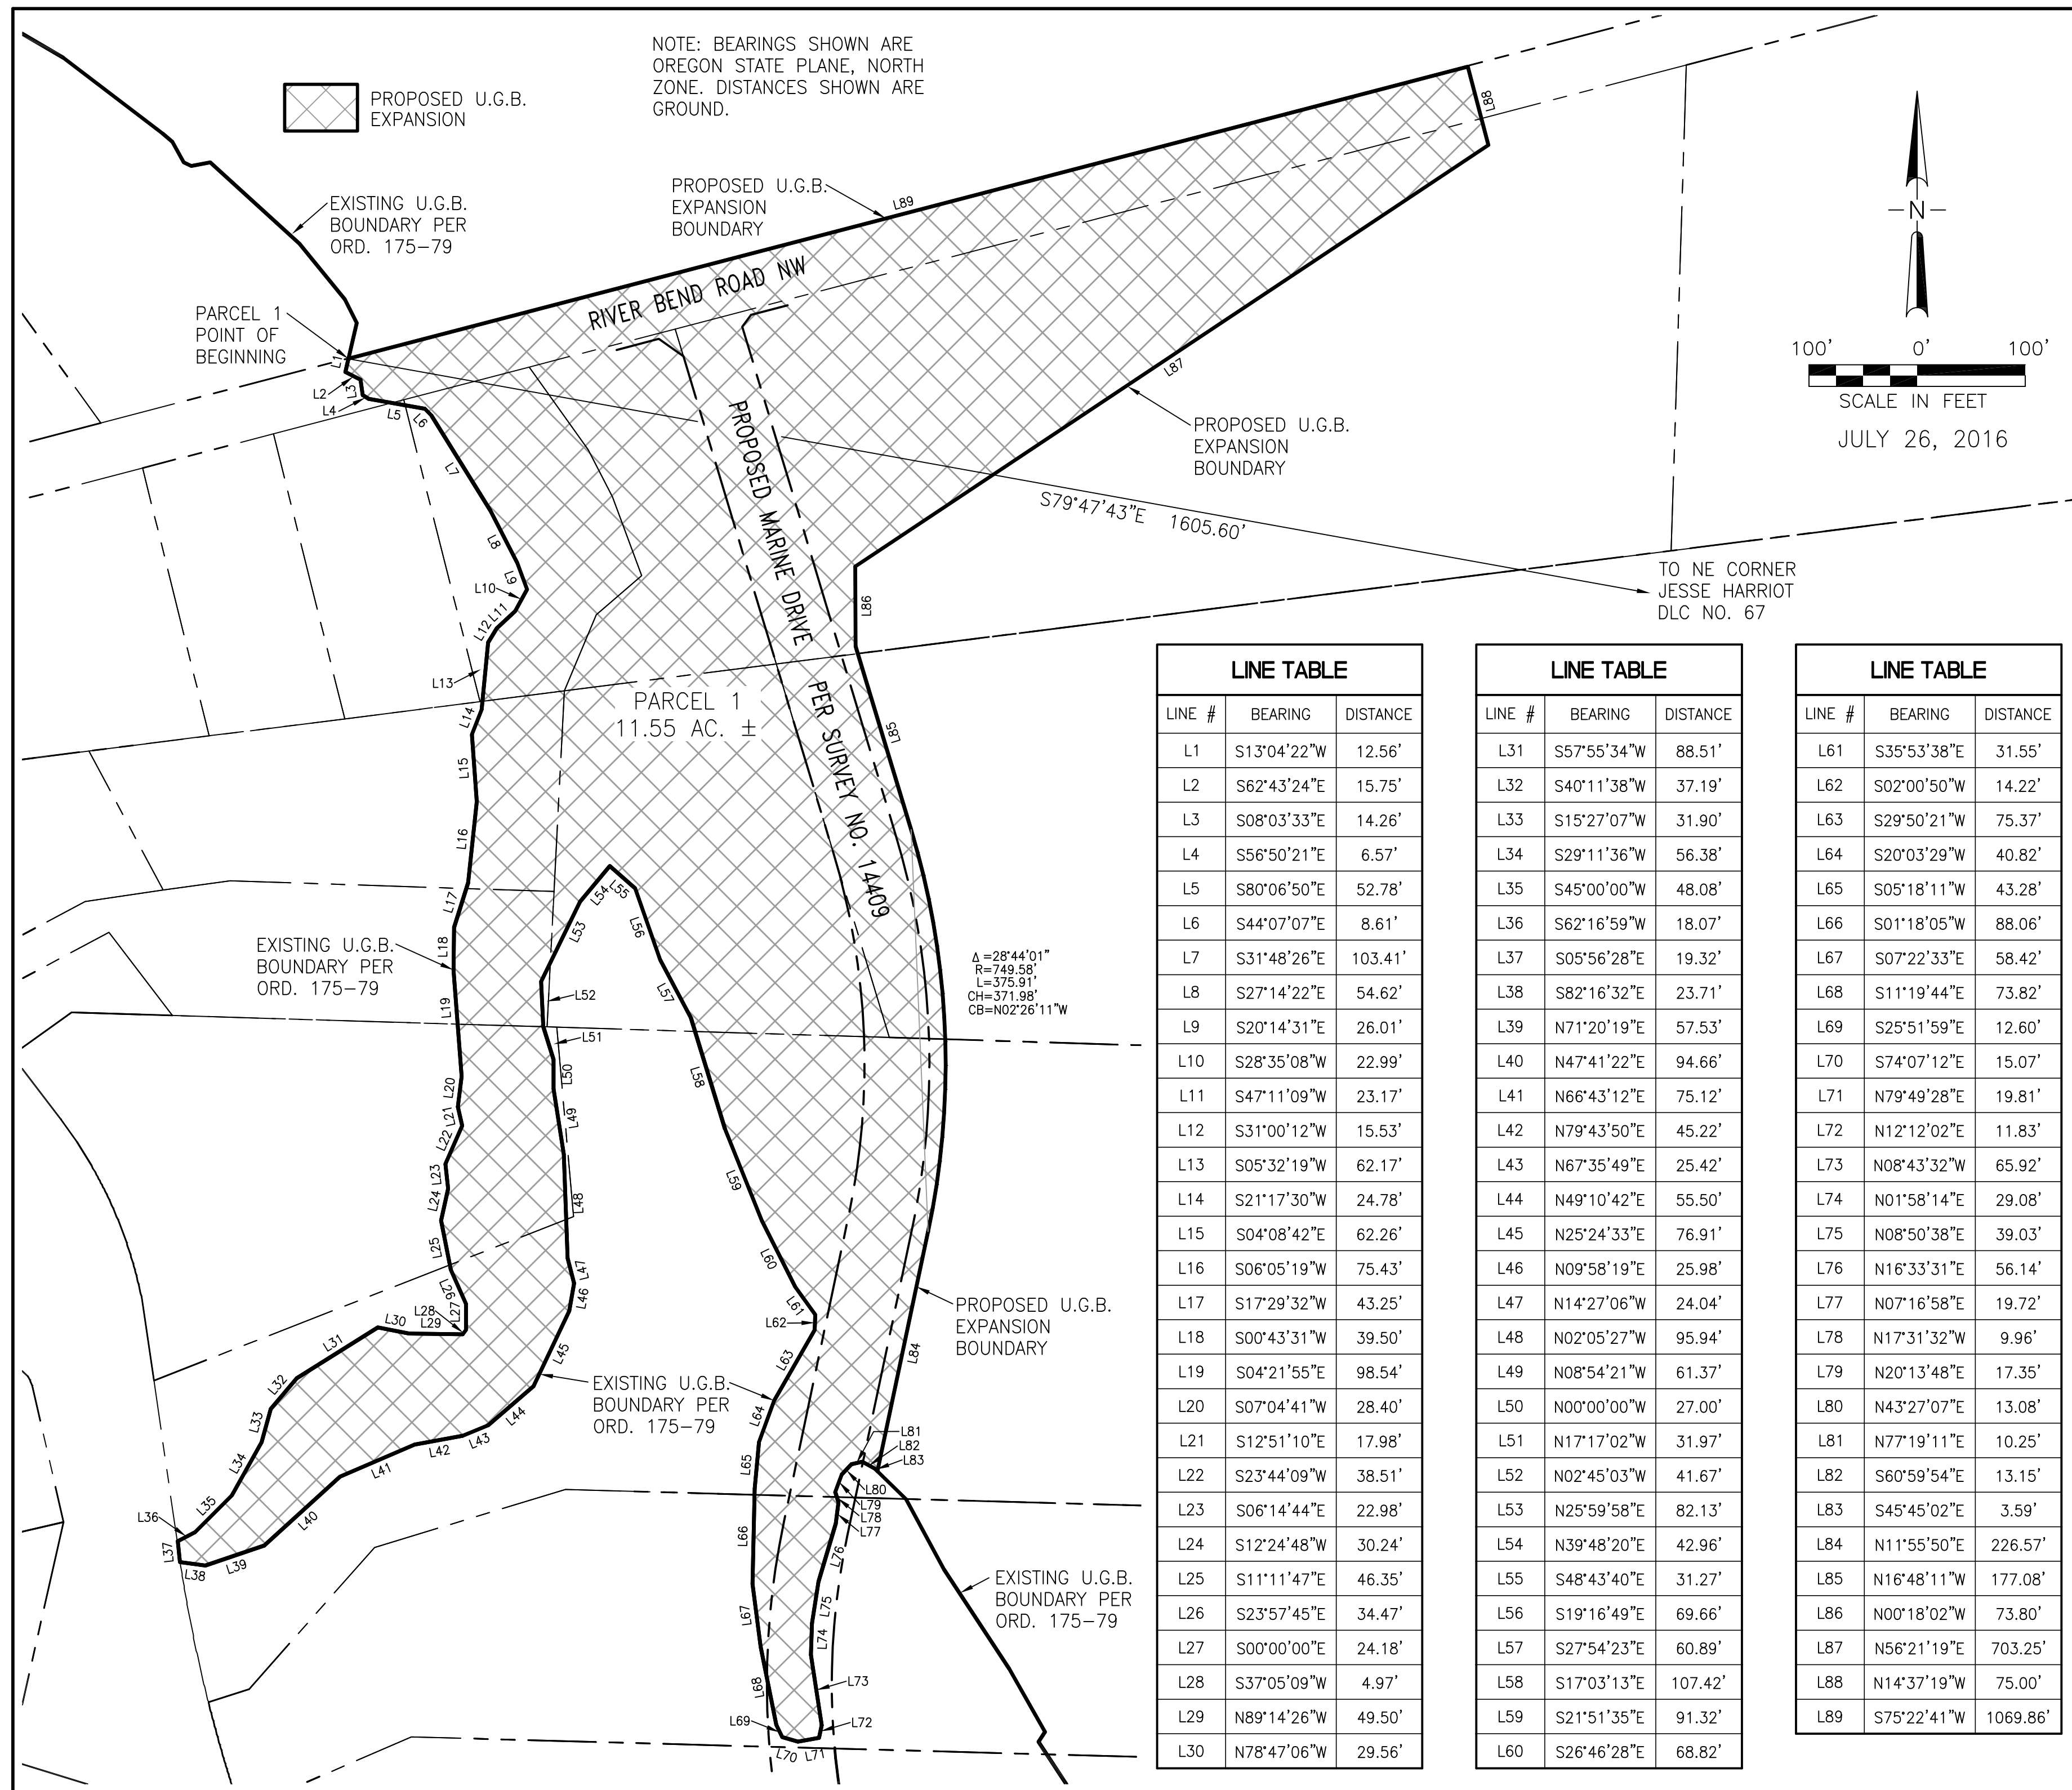 NOTE: BEARINGS SHOWN ARE
OREGON STATE PLANE, NORTH
ZONE. DISTANCES SHOWN ARE
GROUND.
PROPOSED U.G.B.
EXPANSION
EXISTING U.G.B.
BOUNDARY PER
ORD. 175-79
PROPOSED U.G.B.
EXPANSION
BOUNDARY
L89
L88
N
100' 0' 100'
SCALE IN FEET
JULY 26, 2016
RIVER BEND ROAD NW
PARCEL 1
POINT OF
BEGINNING
L1
L2
L3
L4
L5
L6
L7
L8
L9
L10
L11
L12
L13
L14
L15
L16
L17
L18
L19
L20
L21
L22
L23
L24
L25
L26
L27
L28
L29
L30
L31
L32
L33
L34
L35
L36
L37
L38
L39
L40
L41
L42
L43
L44
L45
L46
L47
L48
L49
L50
L51
L52
L53
L54
L55
L56
L57
L58
L59
L60
L61
L62
L63
L64
L65
L66
L67
L68
L69
L70
L71
L72
L73
L74
L75
L76
L77
L78
L79
L80
L81
L82
L83
L84
L85
L86
L87
PROPOSED U.G.B.
EXPANSION
BOUNDARY
S79°47'43"E 1605.60'
TO NE CORNER
JESSE HARRIOT
DLC NO. 67
PROPOSED MARINE DRIVE PER SURVEY NO. 14409
PARCEL 1
11.55 AC. ±
EXISTING U.G.B.
BOUNDARY PER
ORD. 175-79
Δ=28°44'01"
R=749.58'
L=375.91'
CH=371.98'
CB=N02°26'11"W
PROPOSED U.G.B.
EXPANSION
BOUNDARY
EXISTING U.G.B.
BOUNDARY PER
ORD. 175-79
EXISTING U.G.B.
BOUNDARY PER
ORD. 175-79
LINE TABLE
LINE # BEARING DISTANCE
L1 S13°04'22"W 12.56'
L2 S62°43'24"E 15.75'
L3 S08°03'33"E 14.26'
L4 S56°50'21"E 6.57'
L5 S80°06'50"E 52.78'
L6 S44°07'07"E 8.61'
L7 S31°48'26"E 103.41'
L8 S27°14'22"E 54.62'
L9 S20°14'31"E 26.01'
L10 S28°35'08"W 22.99'
L11 S47°11'09"W 23.17'
L12 S31°00'12"W 15.53'
L13 S05°32'19"W 62.17'
L14 S21°17'30"W 24.78'
L15 S04°08'42"E 62.26'
L16 S06°05'19"W 75.43'
L17 S17°29'32"W 43.25'
L18 S00°43'31"W 39.50'
L19 S04°21'55"E 98.54'
L20 S07°04'41"W 28.40'
L21 S12°51'10"E 17.98'
L22 S23°44'09"W 38.51'
L23 S06°14'44"E 22.98'
L24 S12°24'48"W 30.24'
L25 S11°11'47"E 46.35'
L26 S23°57'45"E 34.47'
L27 S00°00'00"E 24.18'
L28 S37°05'09"W 4.97'
L29 N89°14'26"W 49.50'
L30 N78°47'06"W 29.56'
LINE TABLE
LINE # BEARING DISTANCE
L31 S57°55'34"W 88.51'
L32 S40°11'38"W 37.19'
L33 S15°27'07"W 31.90'
L34 S29°11'36"W 56.38'
L35 S45°00'00"W 48.08'
L36 S62°16'59"W 18.07'
L37 S05°56'28"E 19.32'
L38 S82°16'32"E 23.71'
L39 N71°20'19"E 57.53'
L40 N47°41'22"E 94.66'
L41 N66°43'12"E 75.12'
L42 N79°43'50"E 45.22'
L43 N67°35'49"E 25.42'
L44 N49°10'42"E 55.50'
L45 N25°24'33"E 76.91'
L46 N09°58'19"E 25.98'
L47 N14°27'06"W 24.04'
L48 N02°05'27"W 95.94'
L49 N08°54'21"W 61.37'
L50 N00°00'00"W 27.00'
L51 N17°17'02"W 31.97'
L52 N02°45'03"W 41.67'
L53 N25°59'58"E 82.13'
L54 N39°48'20"E 42.96'
L55 S48°43'40"E 31.27'
L56 S19°16'49"E 69.66'
L57 S27°54'23"E 60.89'
L58 S17°03'13"E 107.42'
L59 S21°51'35"E 91.32'
L60 S26°46'28"E 68.82'
LINE TABLE
LINE # BEARING DISTANCE
L61 S35°53'38"E 31.55'
L62 S02°00'50"W 14.22'
L63 S29°50'21"W 75.37'
L64 S20°03'29"W 40.82'
L65 S05°18'11"W 43.28'
L66 S01°18'05"W 88.06'
L67 S07°22'33"E 58.42'
L68 S11°19'44"E 73.82'
L69 S25°51'59"E 12.60'
L70 S74°07'12"E 15.07'
L71 N79°49'28"E 19.81'
L72 N12°12'02"E 11.83'
L73 N08°43'32"W 65.92'
L74 N01°58'14"E 29.08'
L75 N08°50'38"E 39.03'
L76 N16°33'31"E 56.14'
L77 N07°16'58"E 19.72'
L78 N17°31'32"W 9.96'
L79 N20°13'48"E 17.35'
L80 N43°27'07"E 13.08'
L81 N77°19'11"E 10.25'
L82 S60°59'54"E 13.15'
L83 S45°45'02"E 3.59'
L84 N11°55'50"E 226.57'
L85 N16°48'11"W 177.08'
L86 N00°18'02"W 73.80'
L87 N56°21'19"E 703.25'
L88 N14°37'19"W 75.00'
L89 S75°22'41"W 1069.86'